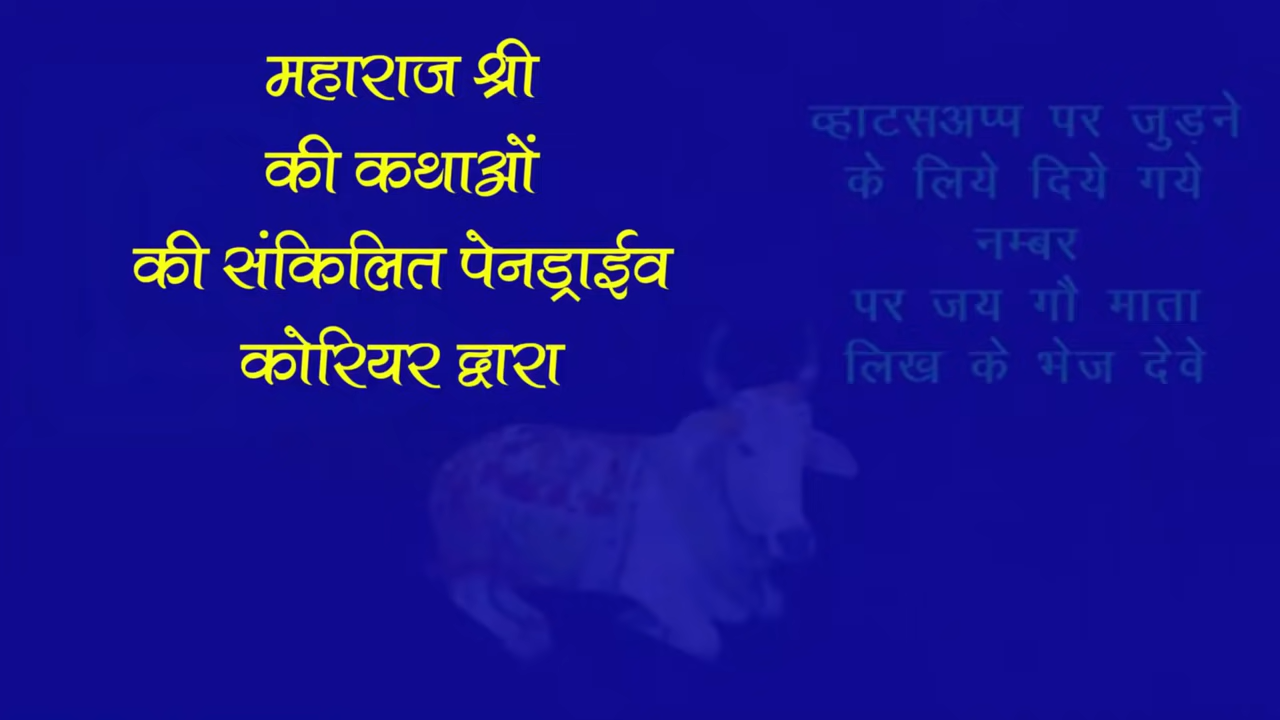 महाराज श्री
की कथाओं
की संकिलित पेनड्राईव
कोरियर द्वारा
व्हाटसअप्प पर जुड़ने
के लिये दिये गये
नम्बर
पर जय गौ माता
लिख के भेज देवे